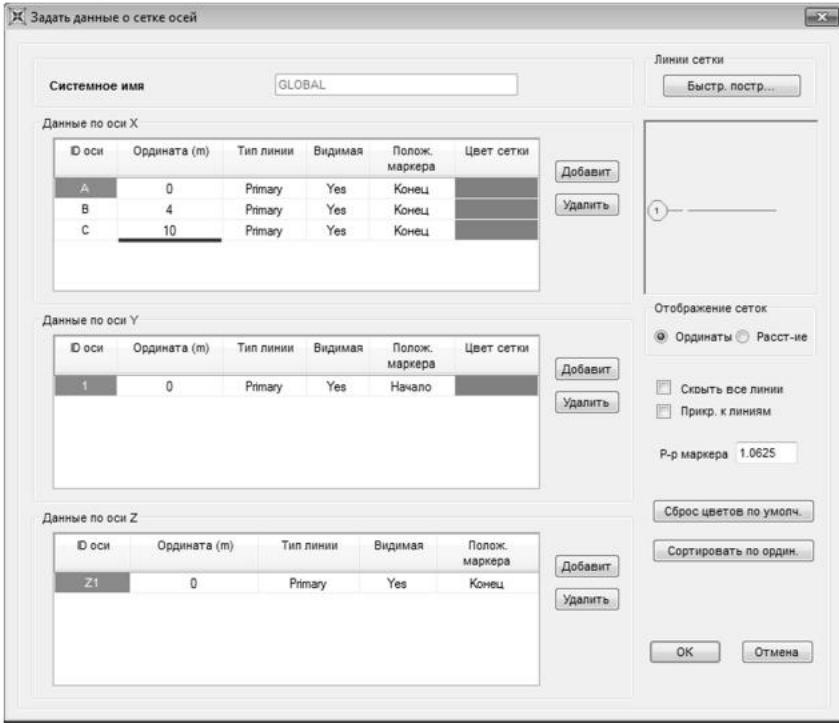 Задать данные о сетке осей
Системное имя GLOBAL
Линии сетки
Быстр. постр...
Данные по оси X
ID оси Ордината (m) Тип линии Видимая Полож. маркера Цвет сетки
A 0 Primary Yes Конец
B 4 Primary Yes Конец
C 10 Primary Yes Конец
Добавит
Удалить
1
Отображение сеток
Ординаты Расст-ие
Данные по оси Y
ID оси Ордината (m) Тип линии Видимая Полож. маркера Цвет сетки
1 0 Primary Yes Начало
Добавит
Удалить
Скрыть все линии
Прикр. к линиям
Р-р маркера 1.0625
Данные по оси Z
ID оси Ордината (m) Тип линии Видимая Полож. маркера
Z1 0 Primary Yes Конец
Добавит
Удалить
Сброс цветов по умолч.
Сортировать по ордин.
OK Отмена